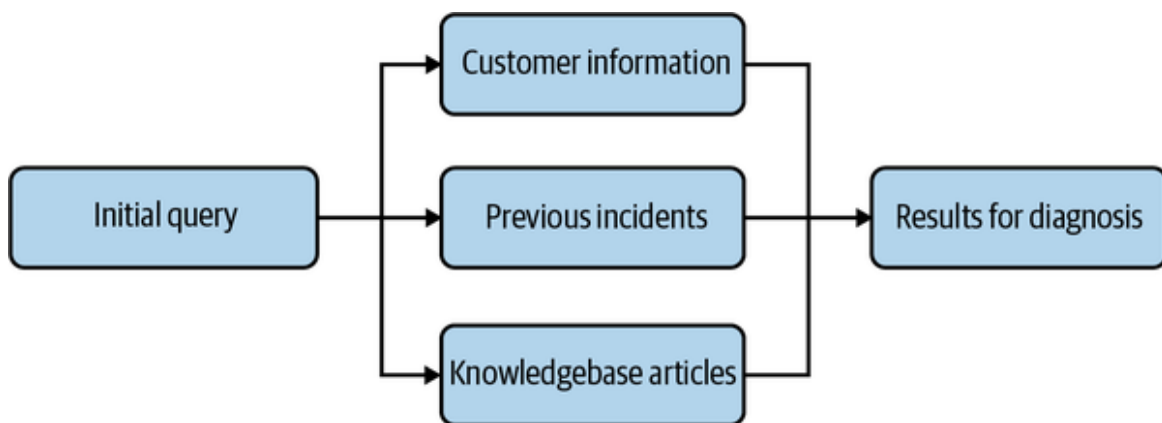 Customer information
Initial query
Previous incidents
Results for diagnosis
Knowledgebase articles